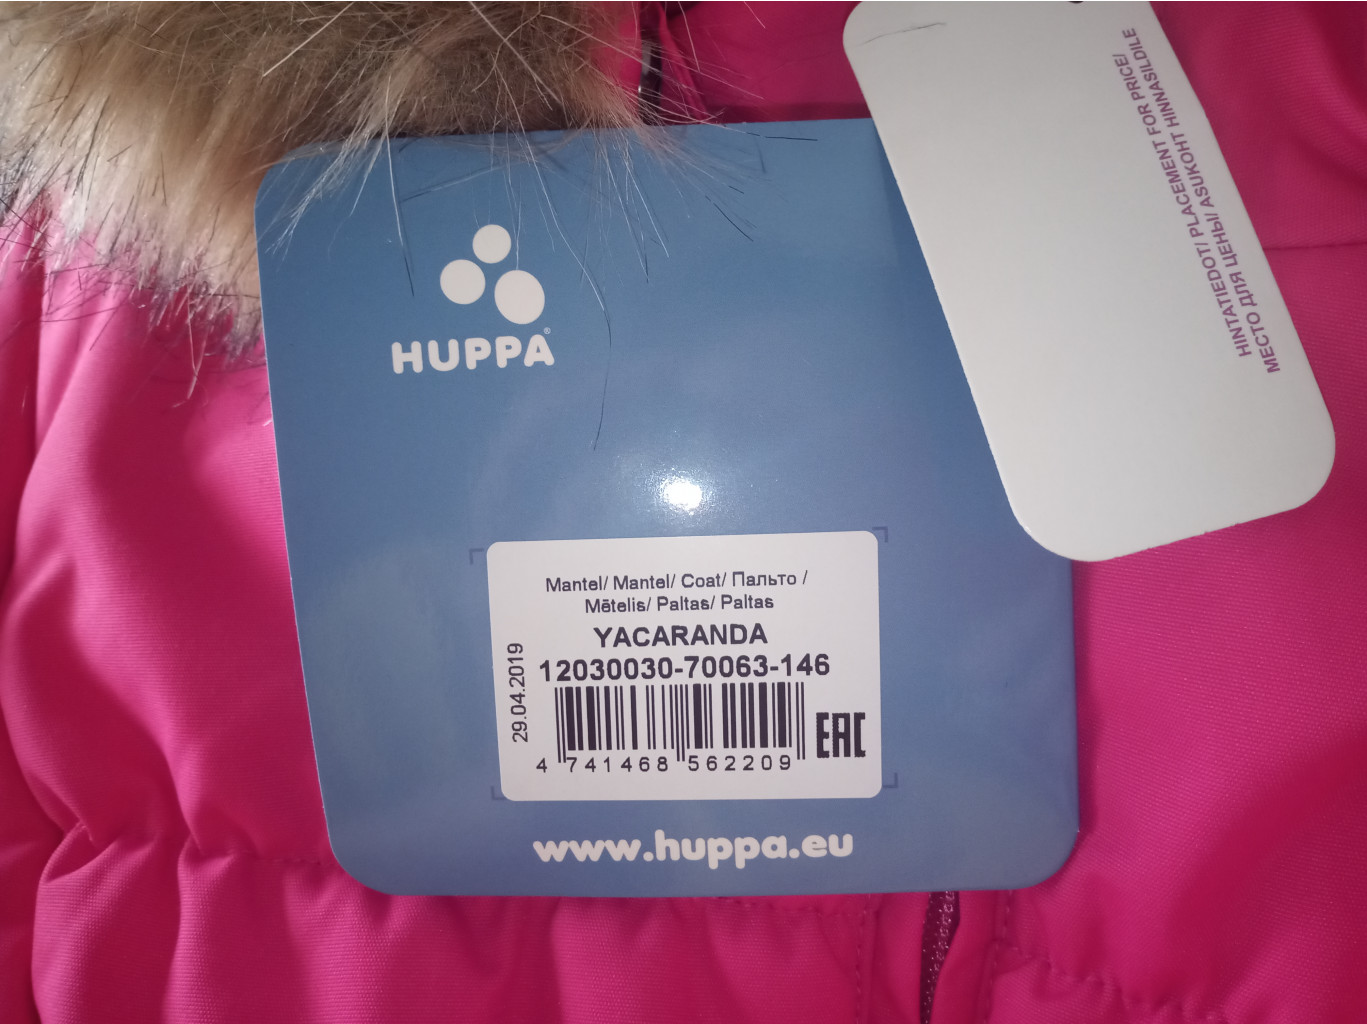 HUPPA®
HINTATIEDOT/ PLACEMENT FOR PRICE/
МЕСТО ДЛЯ ЦЕНЫ/ ASUKOHT HINNASILDILE
Mantel/ Mantel/ Coat/ Пальто /
Mētelis/ Paltas/ Paltas
YACARANDA
12030030-70063-146
29.04.2019
EAC
4 741468 562209
www.huppa.eu